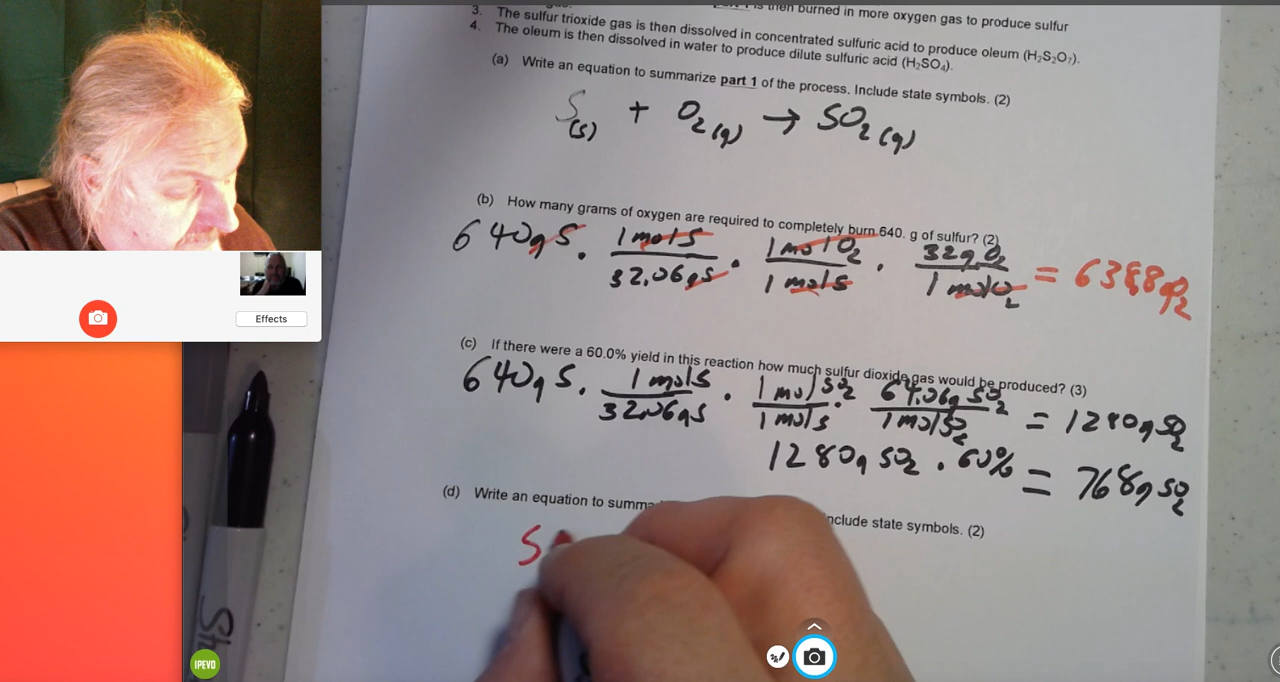 is then burned in more oxygen gas to produce sulfur
3. The sulfur trioxide gas is then dissolved in concentrated sulfuric acid to produce oleum (H₂S₂O₇).
4. The oleum is then dissolved in water to produce dilute sulfuric acid (H₂SO₄).
(a) Write an equation to summarize part 1 of the process. Include state symbols. (2)
S(s) + O₂(g) → SO₂(g)
(b) How many grams of oxygen are required to completely burn 640. g of sulfur? (2)
640g S · 1 mol S / 32.06 g S · 1 mol O₂ / 1 mol S · 32 g O₂ / 1 mol O₂ = 638.8 g O₂
(c) If there were a 60.0% yield in this reaction how much sulfur dioxide gas would be produced? (3)
640g S · 1 mol S / 32.06 g S · 1 mol SO₂ / 1 mol S · 64.06g SO₂ / 1 mol SO₂ = 1280g SO₂
1280g SO₂ · 60% = 768g SO₂
(d) Write an equation to summa include state symbols. (2)
S
Effects
IPEVO